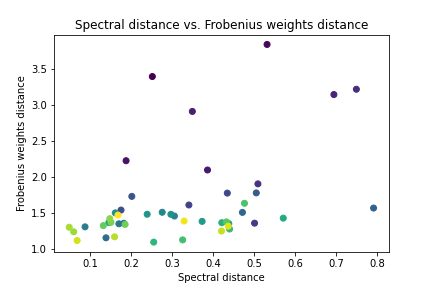 Spectral distance vs. Frobenius weights distance
Frobenius weights distance
3.5
3.0
2.5
2.0
1.5
1.0
0.1 0.2 0.3 0.4 0.5 0.6 0.7 0.8
Spectral distance